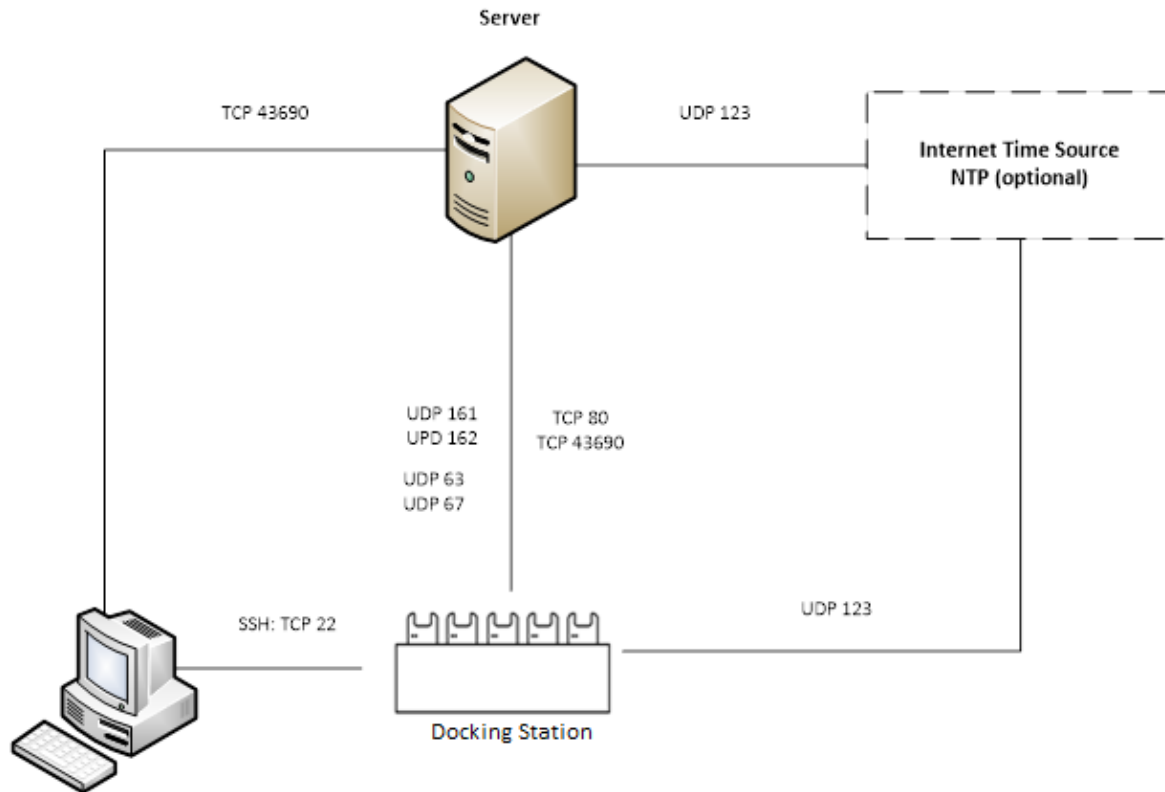 Server
TCP 43690
UDP 123
Internet Time Source
NTP (optional)
UDP 161
UPD 162
UDP 63
UDP 67
TCP 80
TCP 43690
SSH: TCP 22
UDP 123
Docking Station